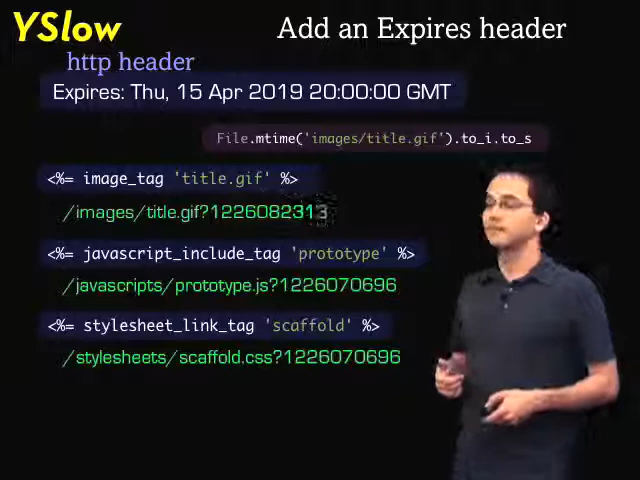 YSlow
Add an Expires header
http header
Expires: Thu, 15 Apr 2019 20:00:00 GMT
File.mtime('images/title.gif').to_i.to_s
<%= image_tag 'title.gif' %>
/images/title.gif?1226082313
<%= javascript_include_tag 'prototype' %>
/javascripts/prototype.js?1226070696
<%= stylesheet_link_tag 'scaffold' %>
/stylesheets/scaffold.css?1226070696